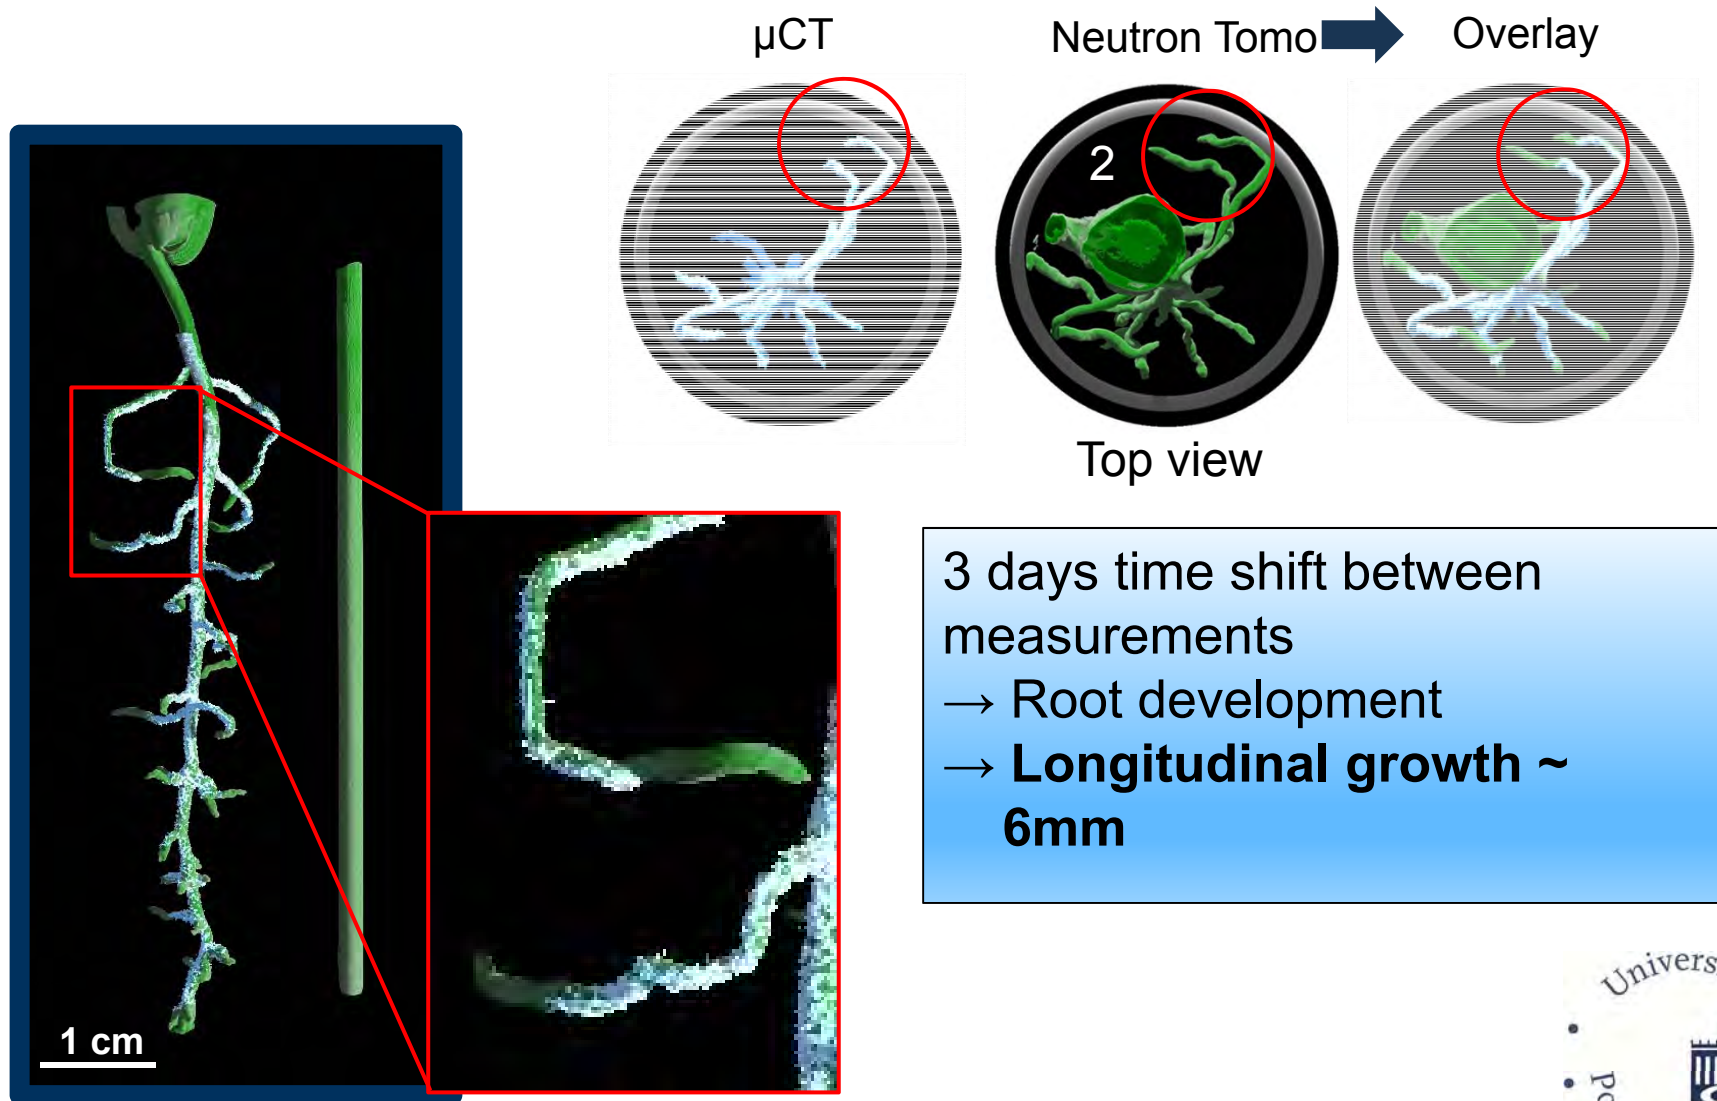 µCT
Neutron Tomo
Overlay
2
Top view
1 cm
3 days time shift between
measurements
→ Root development
→ Longitudinal growth ~
6mm